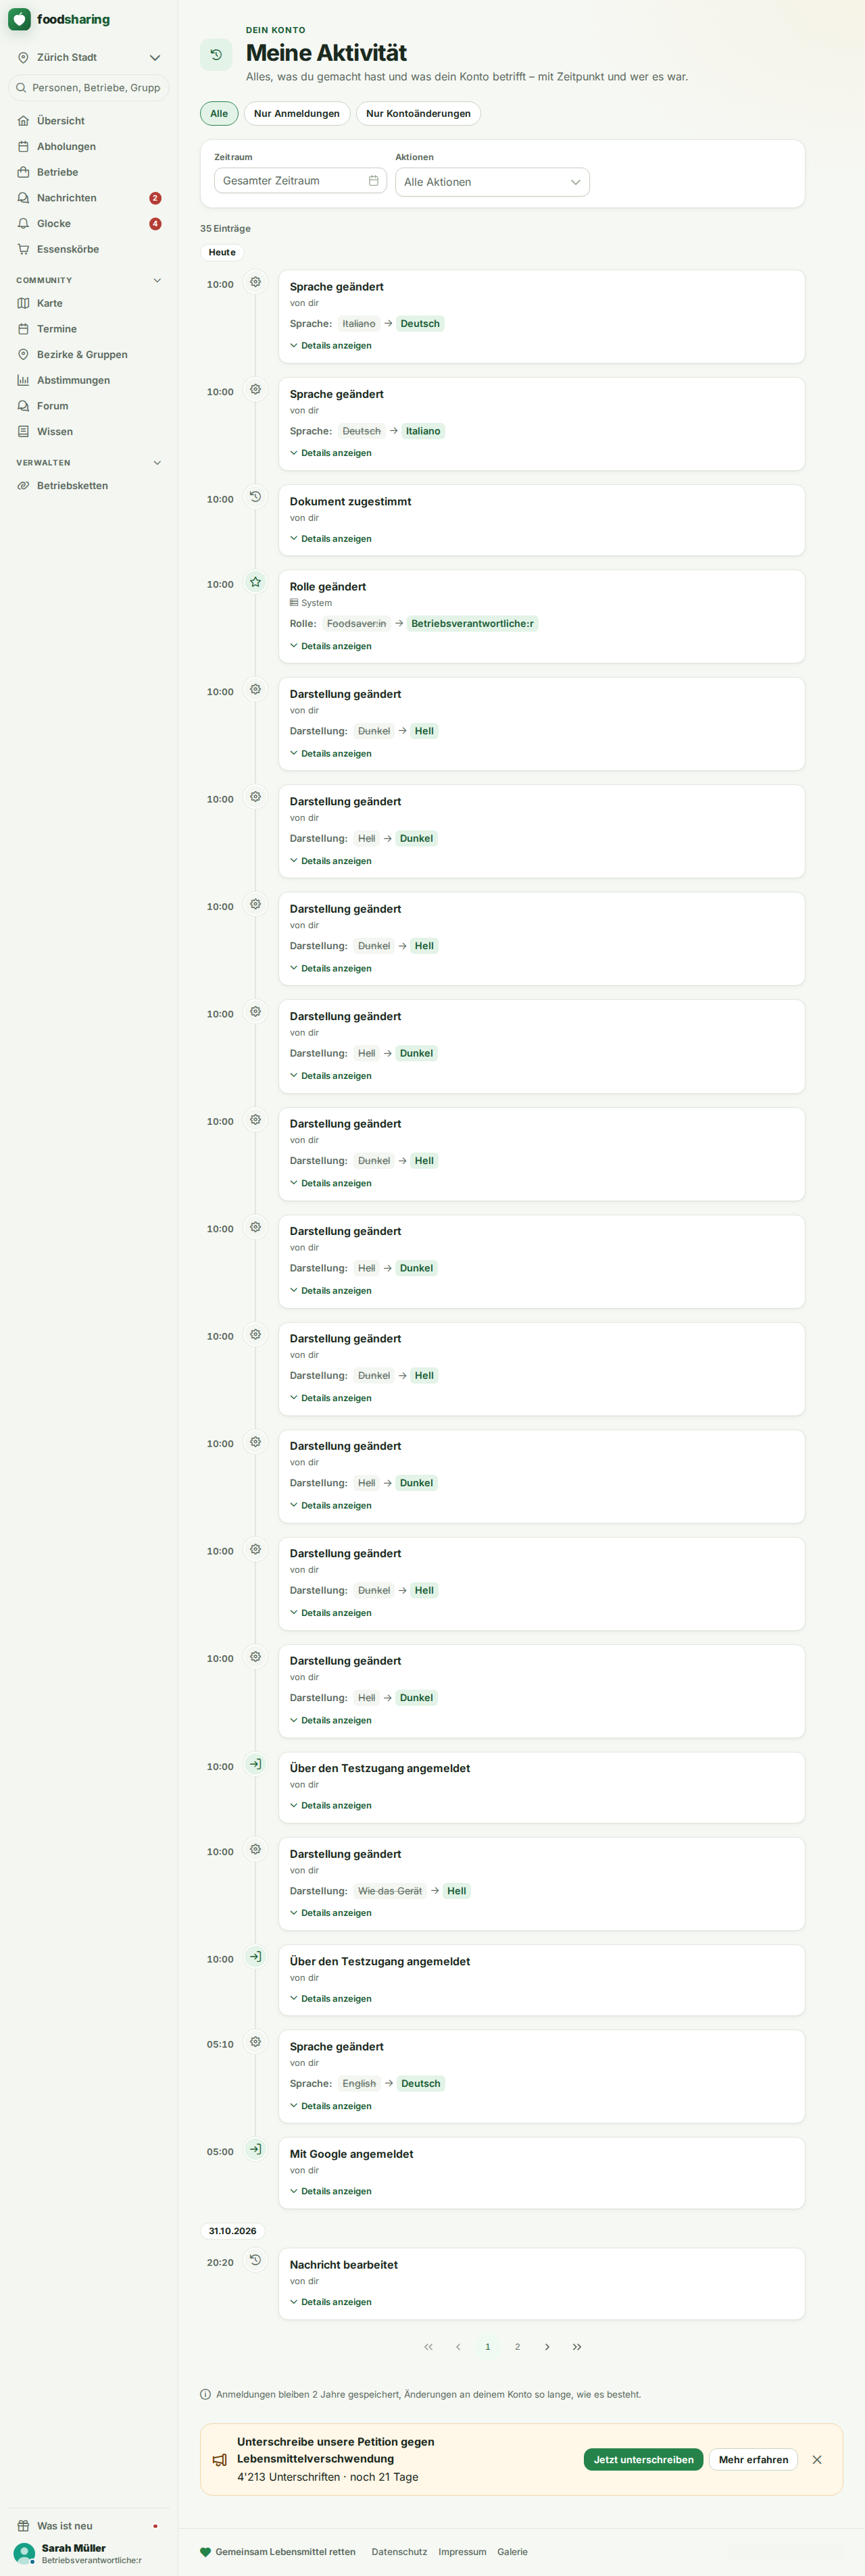 foodsharing
Zürich Stadt
Personen, Betriebe, Grupp
Übersicht
Abholungen
Betriebe
Nachrichten 2
Glocke 4
Essenskörbe
COMMUNITY
Karte
Termine
Bezirke & Gruppen
Abstimmungen
Forum
Wissen
VERWALTEN
Betriebsketten
Was ist neu
Sarah Müller
Betriebsverantwortliche:r
DEIN KONTO
Meine Aktivität
Alles, was du gemacht hast und was dein Konto betrifft – mit Zeitpunkt und wer es war.
Alle Nur Anmeldungen Nur Kontoänderungen
Zeitraum Aktionen
Gesamter Zeitraum Alle Aktionen
35 Einträge
Heute
10:00 Sprache geändert
von dir
Sprache: Italiano → Deutsch
Details anzeigen
10:00 Sprache geändert
von dir
Sprache: Deutsch → Italiano
Details anzeigen
10:00 Dokument zugestimmt
von dir
Details anzeigen
10:00 Rolle geändert
System
Rolle: Foodsaver:in → Betriebsverantwortliche:r
Details anzeigen
10:00 Darstellung geändert
von dir
Darstellung: Dunkel → Hell
Details anzeigen
10:00 Darstellung geändert
von dir
Darstellung: Hell → Dunkel
Details anzeigen
10:00 Darstellung geändert
von dir
Darstellung: Dunkel → Hell
Details anzeigen
10:00 Darstellung geändert
von dir
Darstellung: Hell → Dunkel
Details anzeigen
10:00 Darstellung geändert
von dir
Darstellung: Dunkel → Hell
Details anzeigen
10:00 Darstellung geändert
von dir
Darstellung: Hell → Dunkel
Details anzeigen
10:00 Darstellung geändert
von dir
Darstellung: Dunkel → Hell
Details anzeigen
10:00 Darstellung geändert
von dir
Darstellung: Hell → Dunkel
Details anzeigen
10:00 Darstellung geändert
von dir
Darstellung: Dunkel → Hell
Details anzeigen
10:00 Darstellung geändert
von dir
Darstellung: Hell → Dunkel
Details anzeigen
10:00 Über den Testzugang angemeldet
von dir
Details anzeigen
10:00 Darstellung geändert
von dir
Darstellung: Wie das Gerät → Hell
Details anzeigen
10:00 Über den Testzugang angemeldet
von dir
Details anzeigen
05:10 Sprache geändert
von dir
Sprache: English → Deutsch
Details anzeigen
05:00 Mit Google angemeldet
von dir
Details anzeigen
31.10.2026
20:20 Nachricht bearbeitet
von dir
Details anzeigen
1 2
Anmeldungen bleiben 2 Jahre gespeichert, Änderungen an deinem Konto so lange, wie es besteht.
Unterschreibe unsere Petition gegen
Lebensmittelverschwendung
4'213 Unterschriften · noch 21 Tage
Jetzt unterschreiben Mehr erfahren
Gemeinsam Lebensmittel retten Datenschutz Impressum Galerie